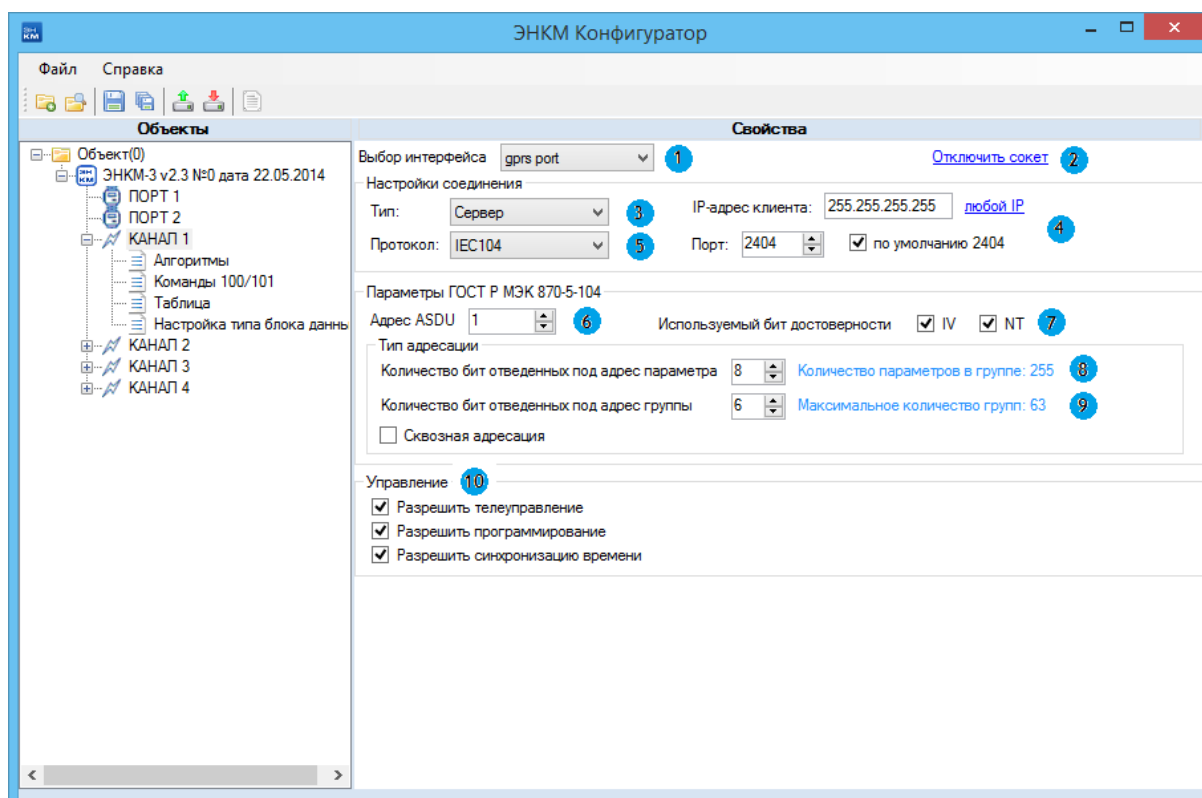 ЭН
КМ
ЭНКМ Конфигуратор
Файл Справка
Объекты
Свойства
Объект(0)
ЭН
КМ
ЭНКМ-3 v2.3 №0 дата 22.05.2014
ПОРТ 1
ПОРТ 2
КАНАЛ 1
Алгоритмы
Команды 100/101
Таблица
Настройка типа блока данны
КАНАЛ 2
КАНАЛ 3
КАНАЛ 4
Выбор интерфейса gprs port 1 Отключить сокет 2
Настройки соединения
Тип: Сервер 3 IP-адрес клиента: 255.255.255.255 любой IP
4
Протокол: IEC104 5 Порт: 2404 по умолчанию 2404
Параметры ГОСТ Р МЭК 870-5-104
Адрес ASDU 1 6 Используемый бит достоверности IV NT 7
Тип адресации
Количество бит отведенных под адрес параметра 8 Количество параметров в группе: 255 8
Количество бит отведенных под адрес группы 6 Максимальное количество групп: 63 9
Сквозная адресация
Управление 10
Разрешить телеуправление
Разрешить программирование
Разрешить синхронизацию времени